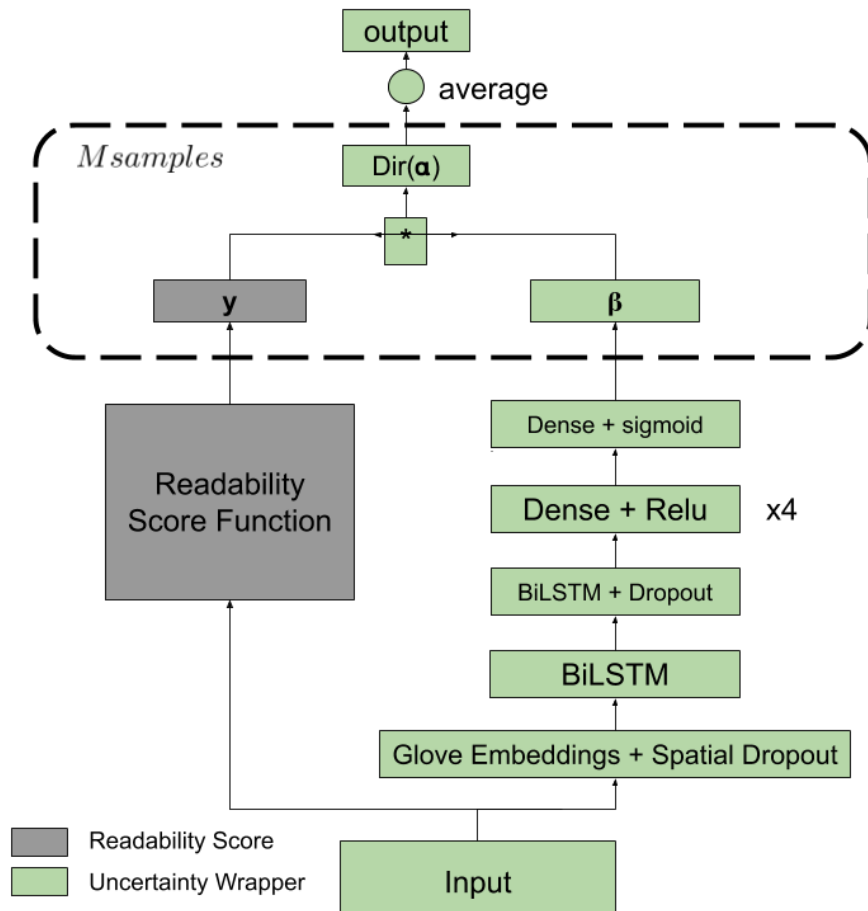 output
average
M samples
Dir(α)
*
y
β
Dense + sigmoid
Readability
Score Function
Dense + Relu
x4
BiLSTM + Dropout
BiLSTM
Glove Embeddings + Spatial Dropout
Readability Score
Uncertainty Wrapper
Input